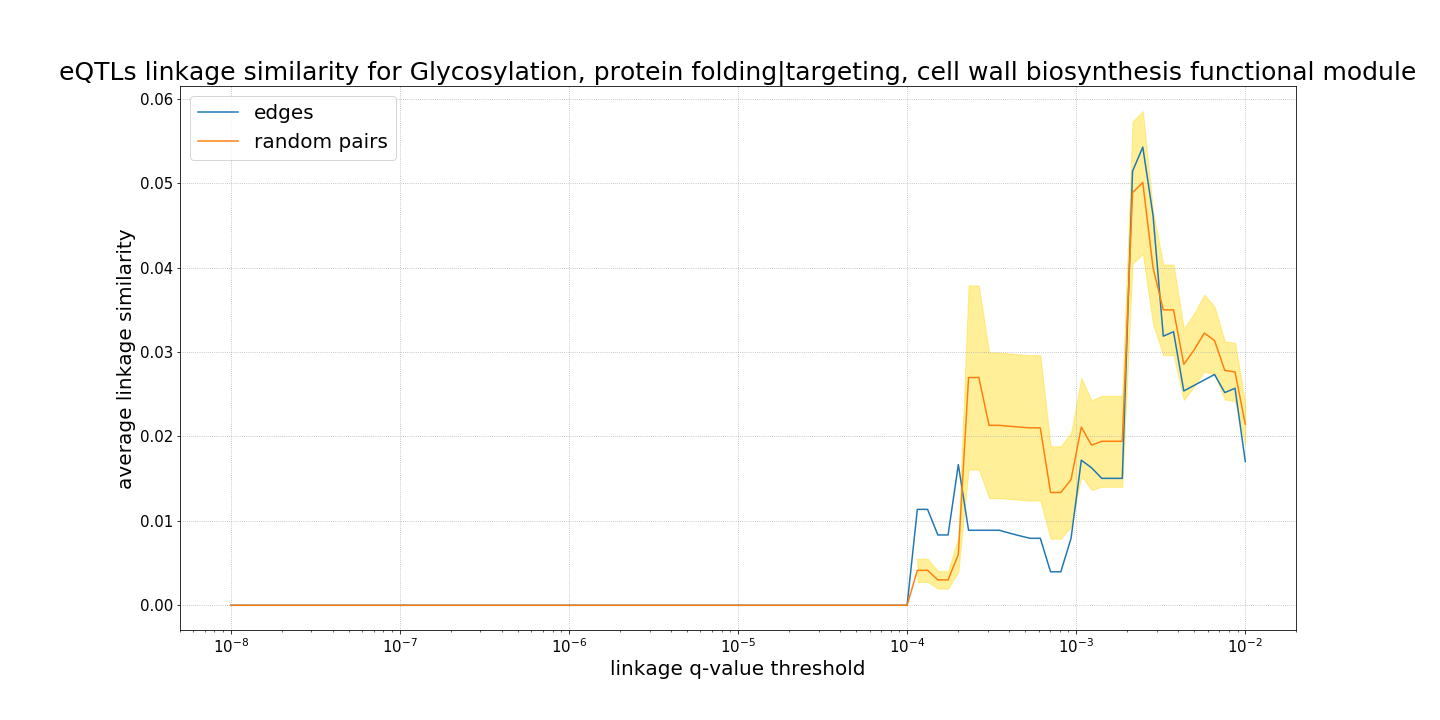 eQTLs linkage similarity for Glycosylation, protein folding|targeting, cell wall biosynthesis functional module
edges
random pairs
0.06
0.05
0.04
0.03
0.02
0.01
0.00
average linkage similarity
10⁻⁸ 10⁻⁷ 10⁻⁶ 10⁻⁵ 10⁻⁴ 10⁻³ 10⁻²
linkage q-value threshold